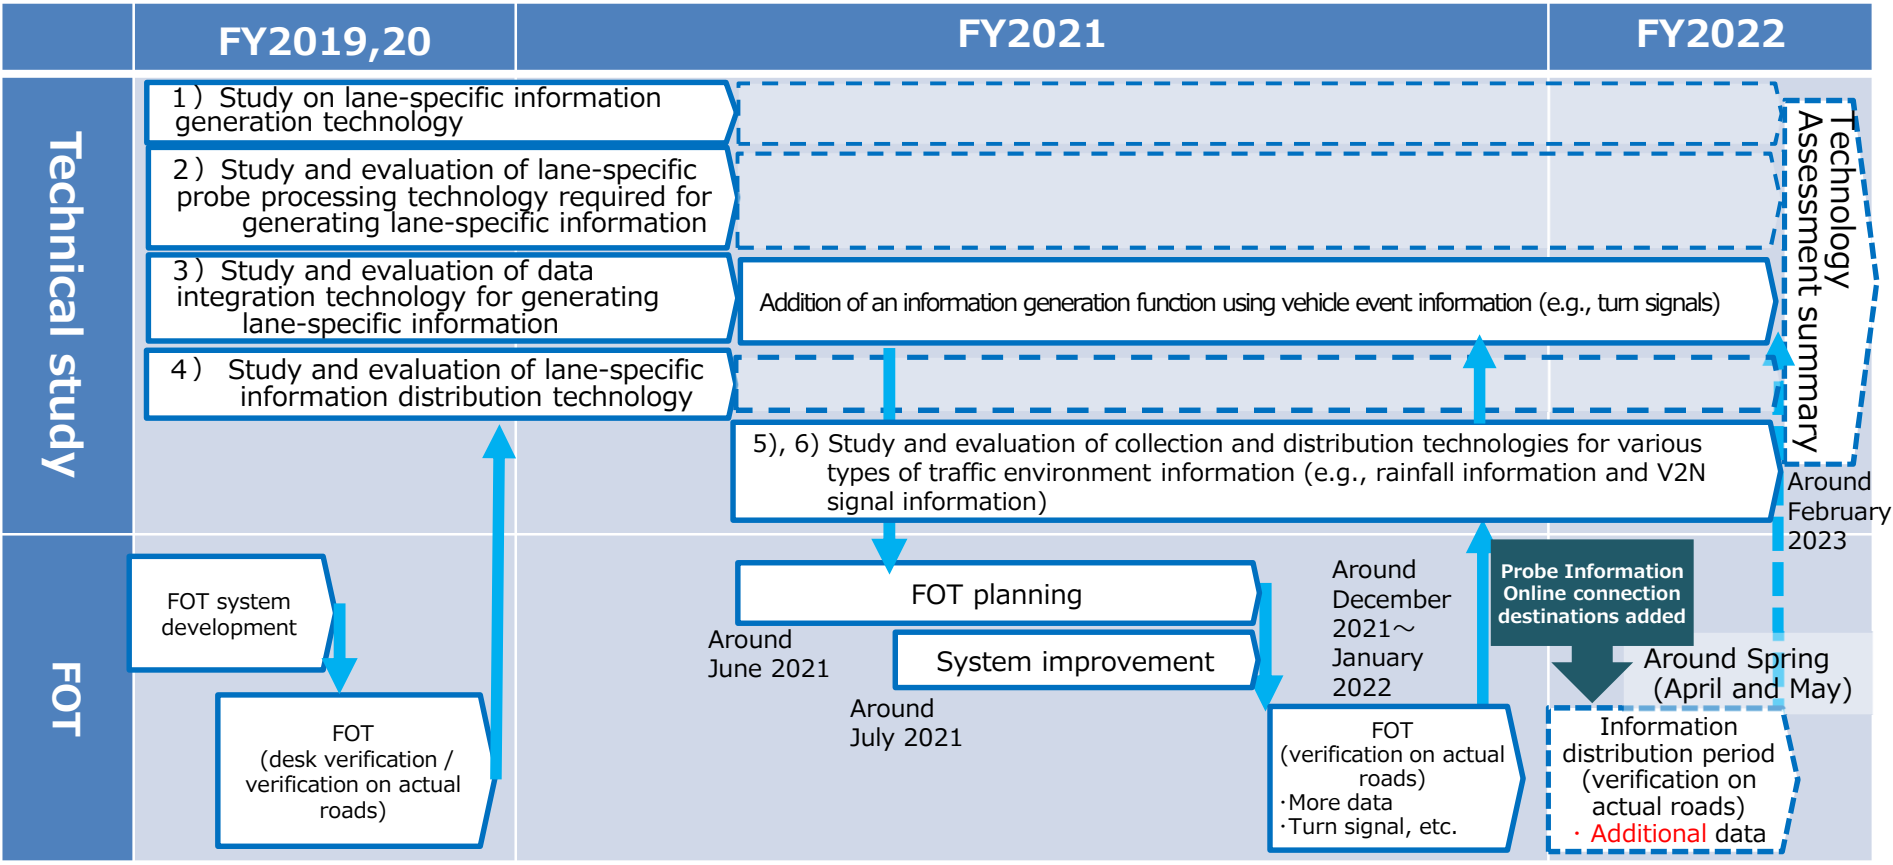 FY2019,20
FY2021
FY2022
Technical study
1）Study on lane-specific information
generation technology
2）Study and evaluation of lane-specific
probe processing technology required for
generating lane-specific information
3）Study and evaluation of data
integration technology for generating
lane-specific information
Addition of an information generation function using vehicle event information (e.g., turn signals)
4） Study and evaluation of lane-specific
information distribution technology
5), 6) Study and evaluation of collection and distribution technologies for various
types of traffic environment information (e.g., rainfall information and V2N
signal information)
Technology
Assessment summary
Around
February
2023
FOT
FOT system
development
FOT
(desk verification /
verification on actual
roads)
FOT planning
Around
June 2021
System improvement
Around
July 2021
Around
December
2021～
January
2022
FOT
(verification on actual
roads)
・More data
・Turn signal, etc.
Probe Information
Online connection
destinations added
Around Spring
(April and May)
Information
distribution period
(verification on
actual roads)
・Additional data